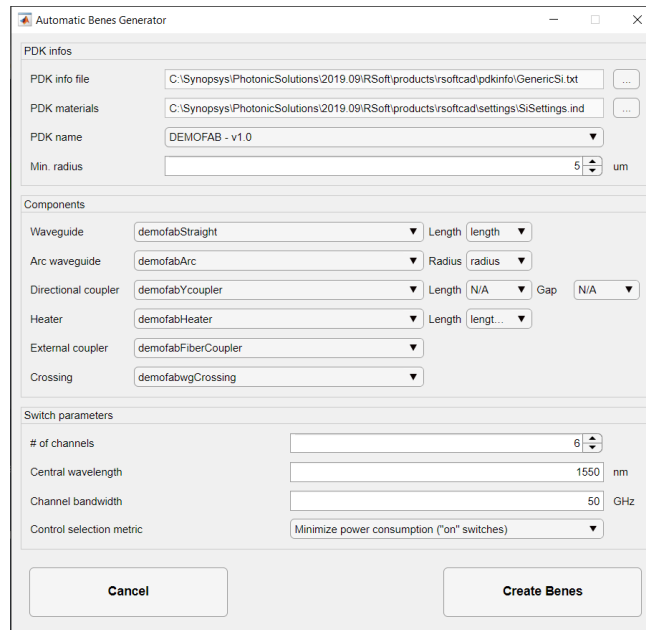 Automatic Benes Generator
PDK infos
PDK info file C:\Synopsys\PhotonicSolutions\2019.09\RSoft\products\rsoftcad\pdkinfo\GenericSi.txt ...
PDK materials C:\Synopsys\PhotonicSolutions\2019.09\RSoft\products\rsoftcad\settings\SiSettings.ind ...
PDK name DEMOFAB - v1.0
Min. radius 5 um
Components
Waveguide demofabStraight Length length
Arc waveguide demofabArc Radius radius
Directional coupler demofabYcoupler Length N/A Gap N/A
Heater demofabHeater Length lengt...
External coupler demofabFiberCoupler
Crossing demofabwgCrossing
Switch parameters
# of channels 6
Central wavelength 1550 nm
Channel bandwidth 50 GHz
Control selection metric Minimize power consumption ("on" switches)
Cancel Create Benes